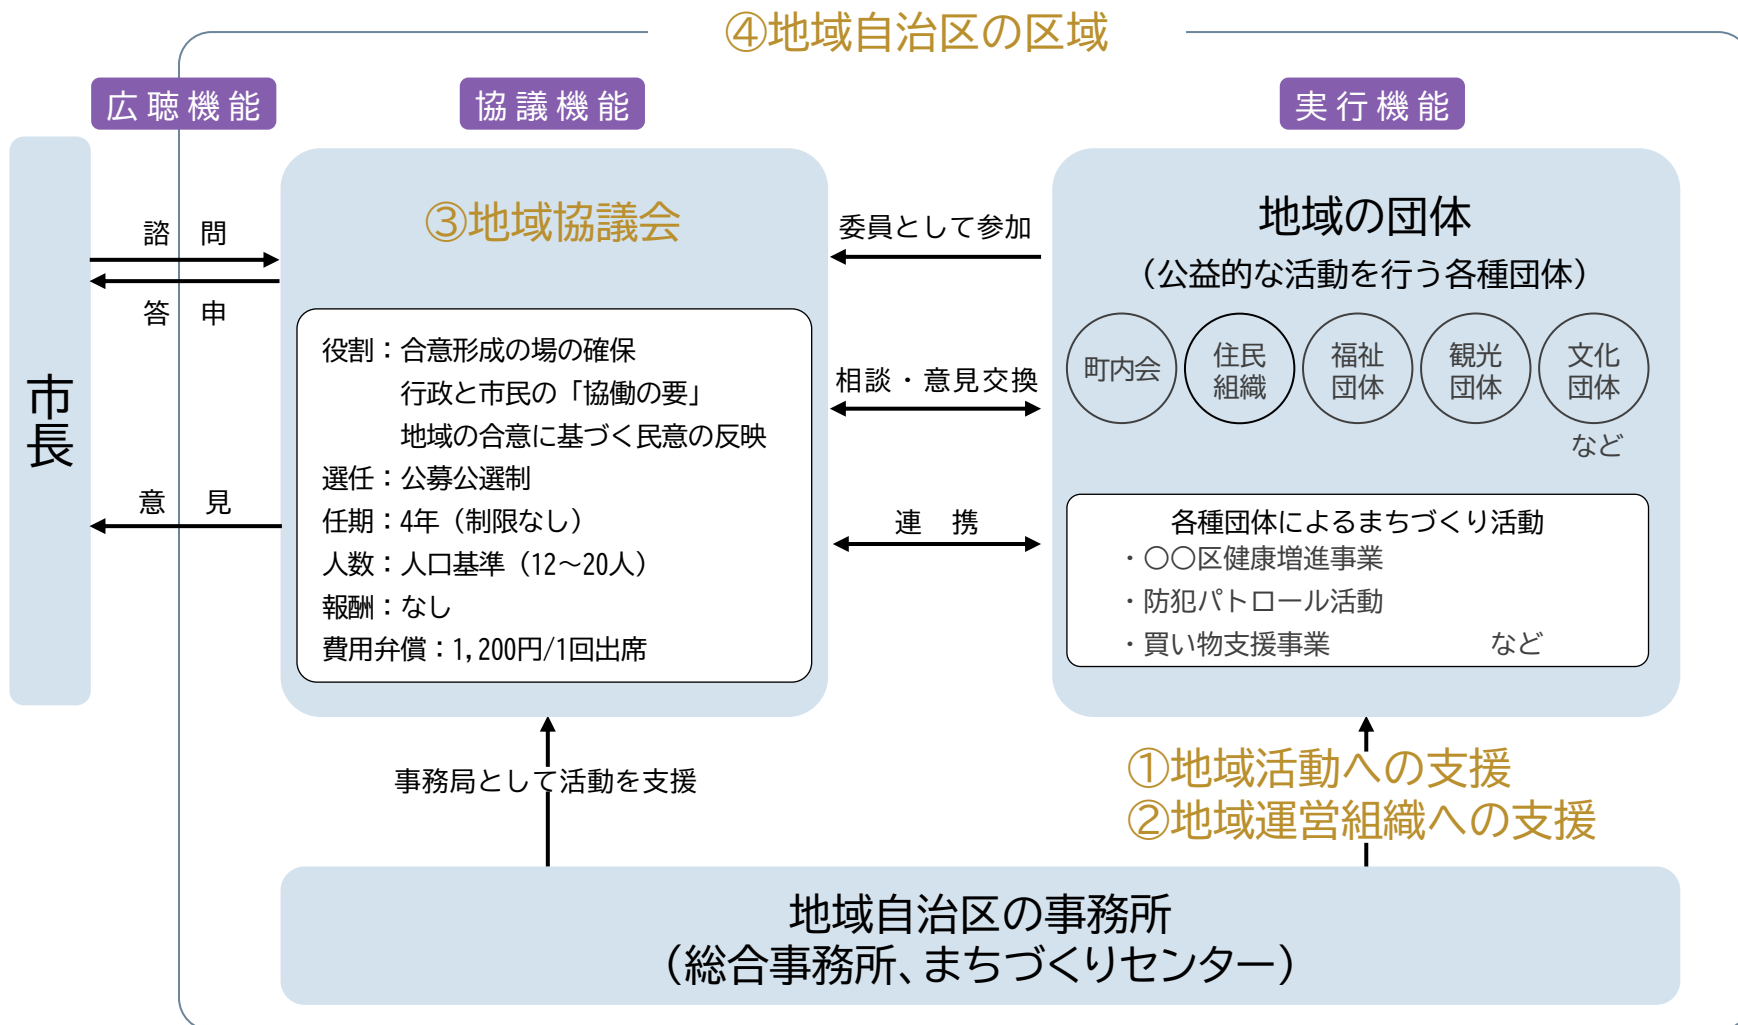 ④地域自治区の区域
広聴機能
協議機能
実行機能
市長
諮　問
答　申
意　見
③地域協議会
役割：合意形成の場の確保
行政と市民の「協働の要」
地域の合意に基づく民意の反映
選任：公募公選制
任期：4年（制限なし）
人数：人口基準（12～20人）
報酬：なし
費用弁償：1,200円/1回出席
委員として参加
相談・意見交換
連　携
地域の団体
（公益的な活動を行う各種団体）
町内会
住民
組織
福祉
団体
観光
団体
文化
団体
など
各種団体によるまちづくり活動
・〇〇区健康増進事業
・防犯パトロール活動
・買い物支援事業　　など
事務局として活動を支援
①地域活動への支援
②地域運営組織への支援
地域自治区の事務所
（総合事務所、まちづくりセンター）